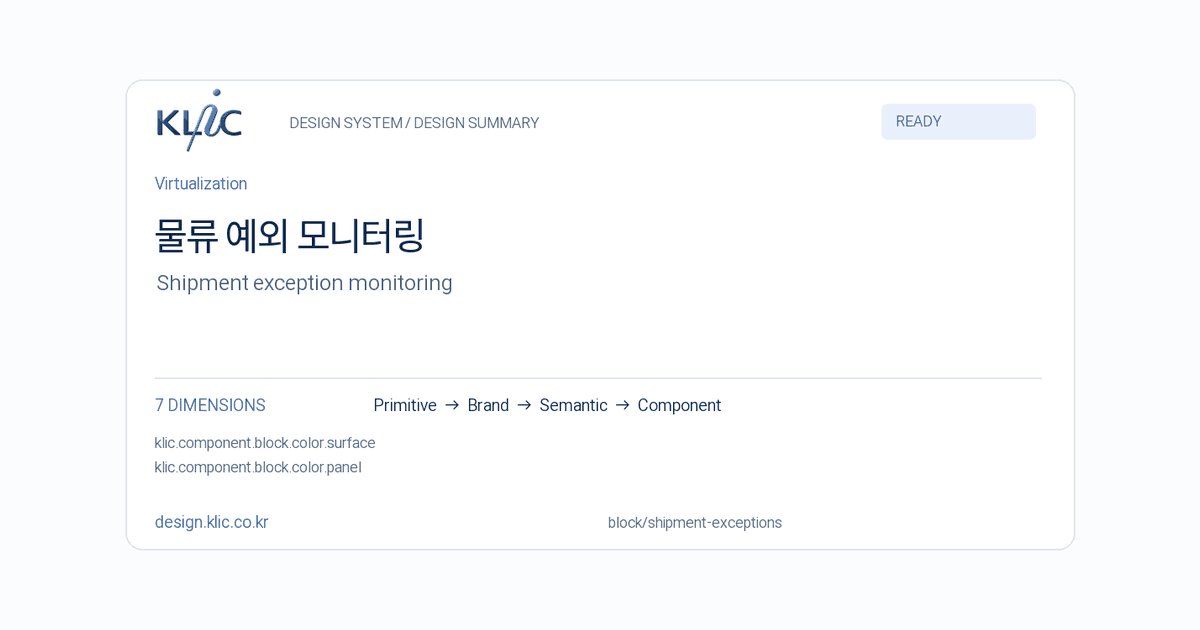 KLiC
DESIGN SYSTEM / DESIGN SUMMARY
READY
Virtualization
물류 예외 모니터링
Shipment exception monitoring
7 DIMENSIONS
Primitive → Brand → Semantic → Component
klic.component.block.color.surface
klic.component.block.color.panel
design.klic.co.kr
block/shipment-exceptions